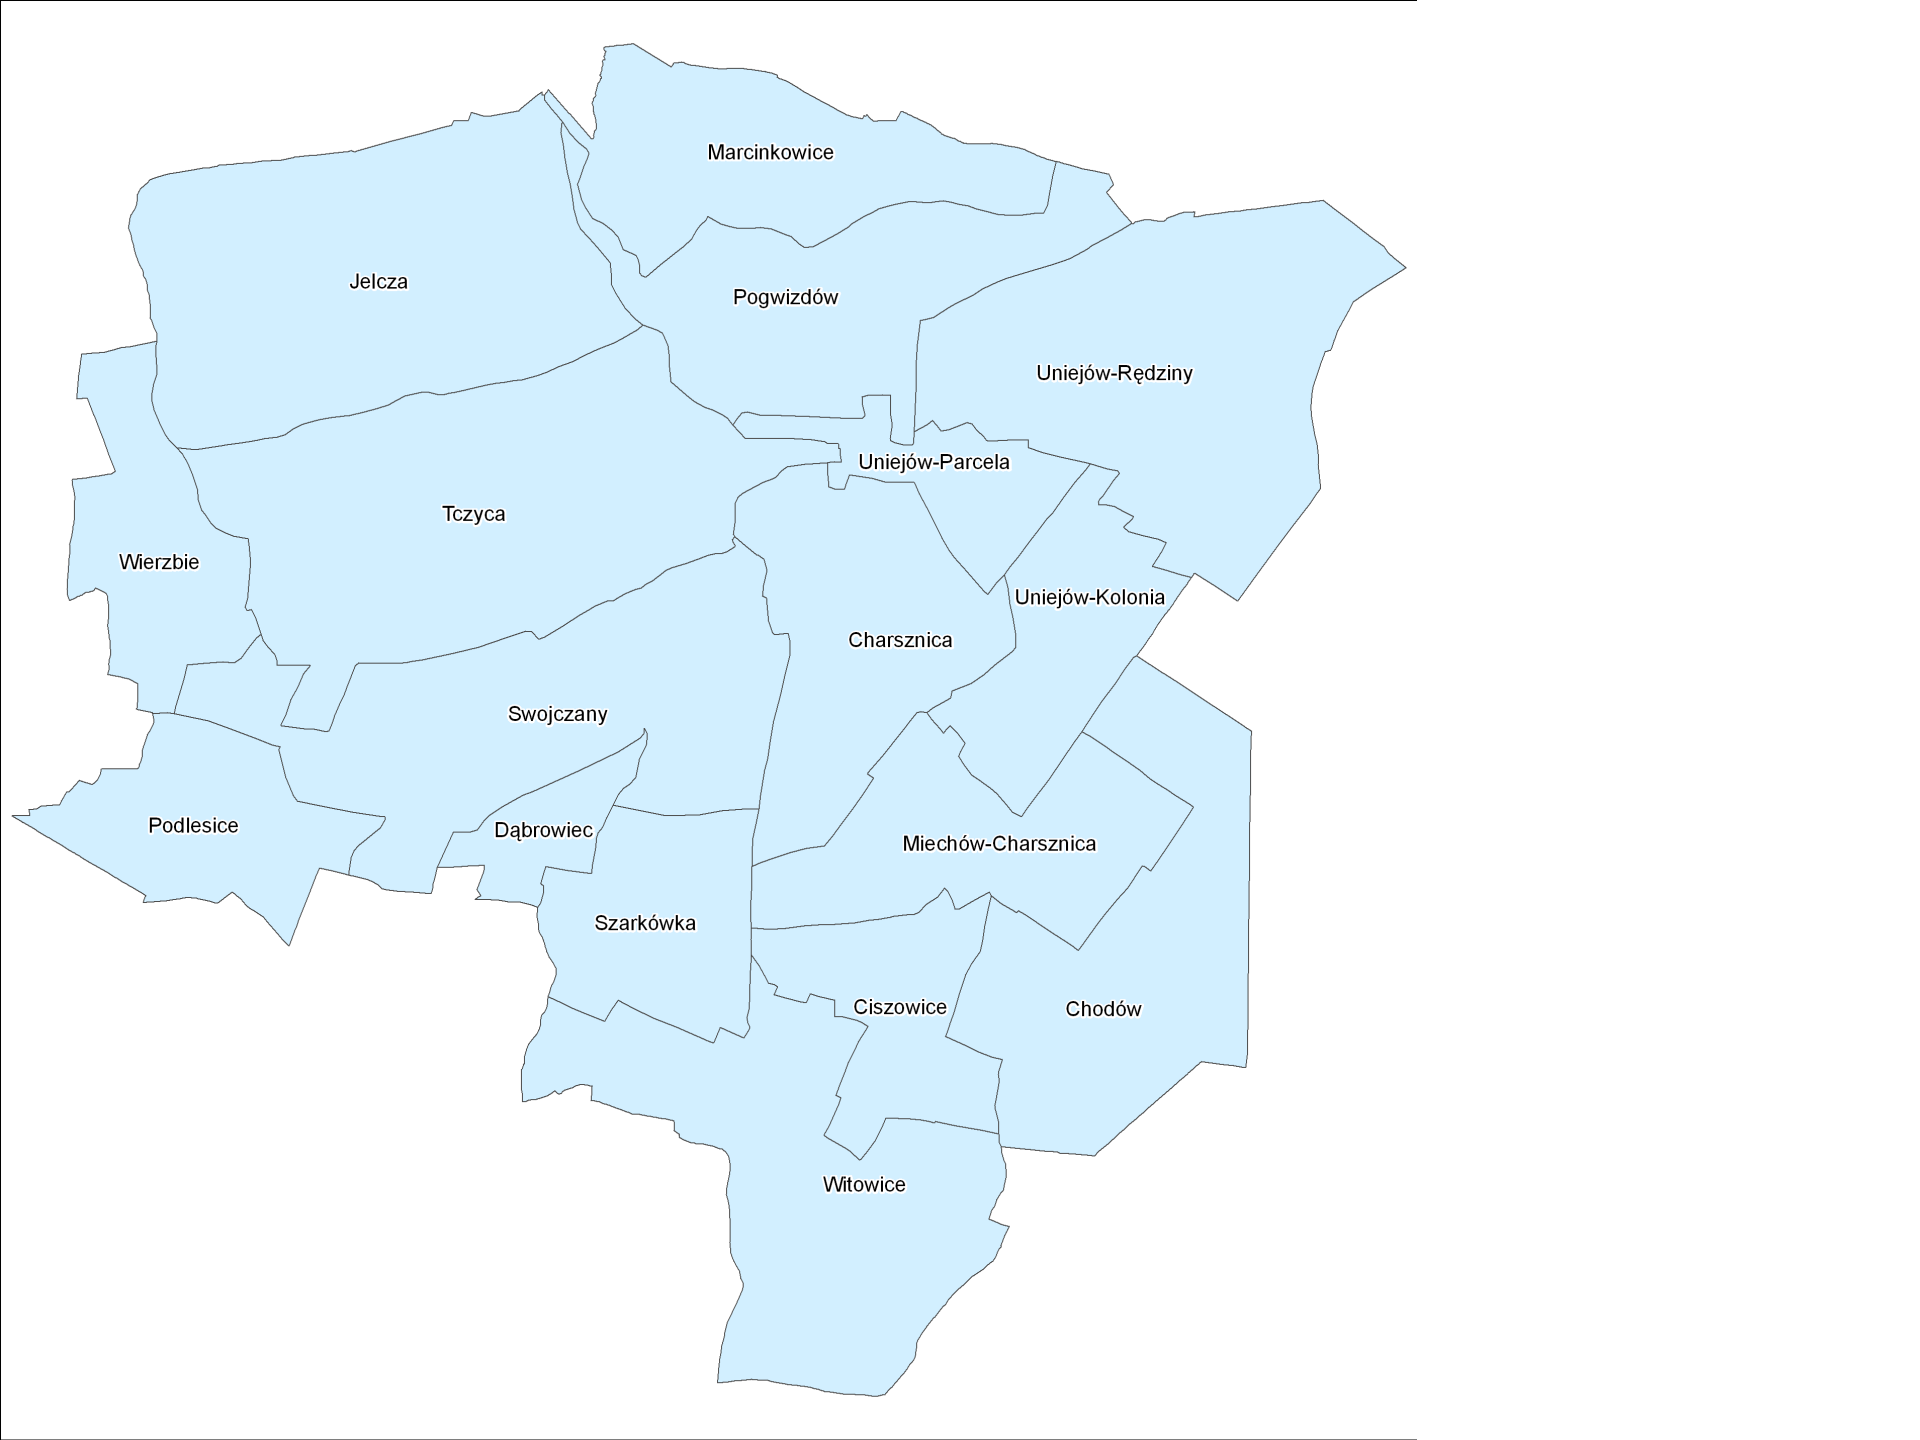 Marcinkowice
Jelcza
Pogwizdów
Uniejów-Rędziny
Uniejów-Parcela
Tczyca
Wierzbie
Uniejów-Kolonia
Charsznica
Swojczany
Podlesice
Dąbrowiec
Miechów-Charsznica
Szarkówka
Ciszowice
Chodów
Witowice